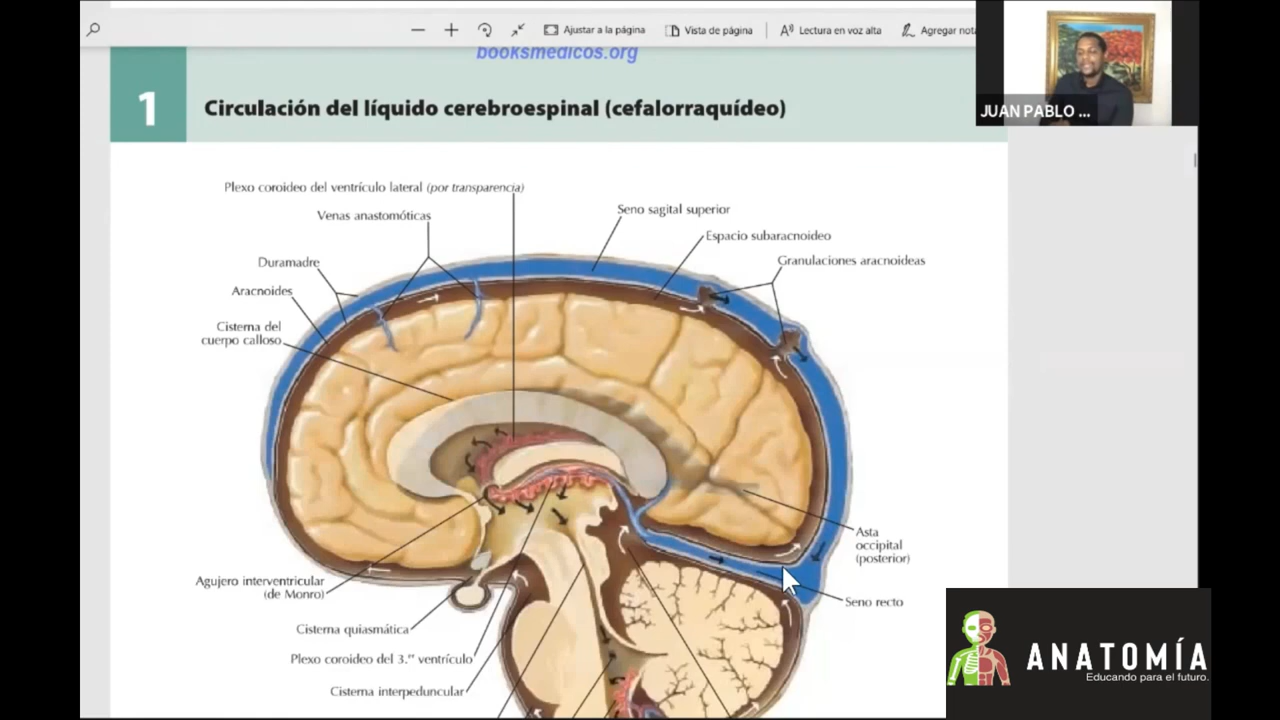 Ajustar a la página
Vista de página
Lectura en voz alta
Agregar nota
booksmedicos.org
1
Circulación del líquido cerebroespinal (cefalorraquídeo)
JUAN PABLO ...
Plexo coroideo del ventrículo lateral (por transparencia)
Venas anastomóticas
Seno sagital superior
Espacio subaracnoideo
Duramadre
Granulaciones aracnoideas
Aracnoides
Cisterna del
cuerpo calloso
Asta
occipital
(posterior)
Agujero interventricular
(de Monro)
Seno recto
Cisterna quiasmática
Plexo coroideo del 3.er ventrículo
Cisterna interpeduncular
ANATOMÍA
Educando para el futuro.